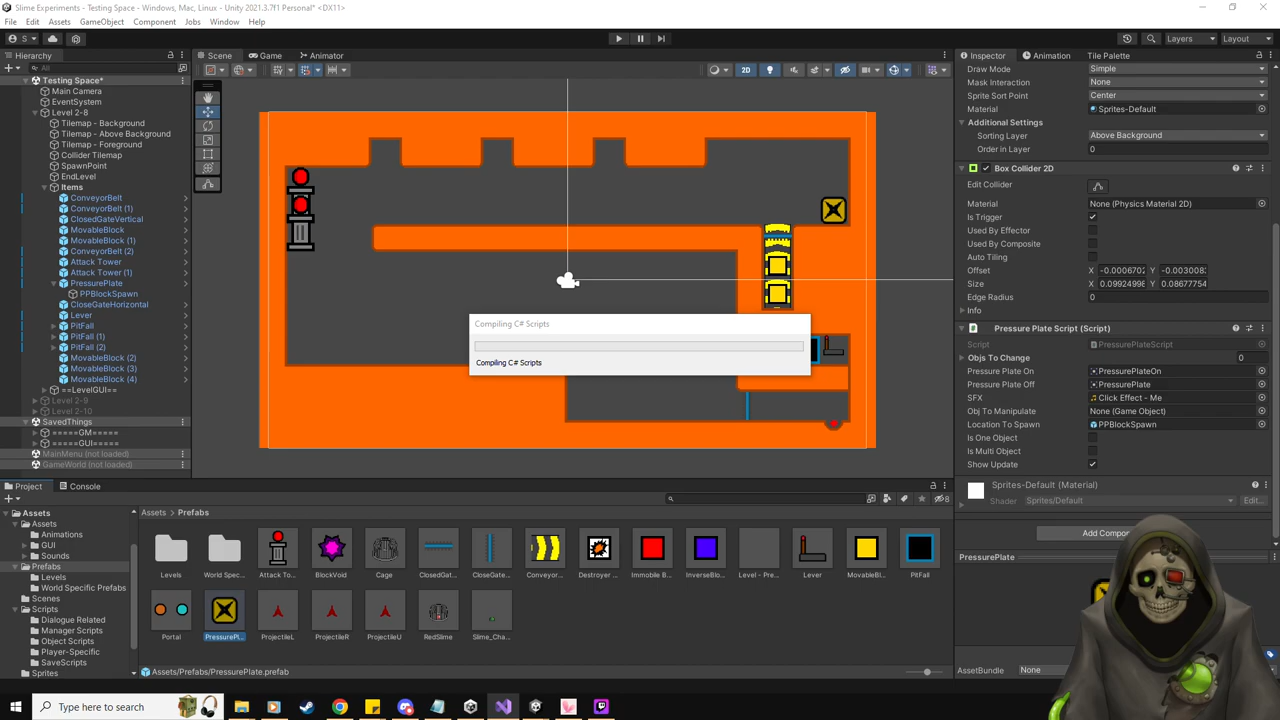 Slime Experiments - Testing Space - Windows, Mac, Linux - Unity 2021.3.7f1 Personal* <DX11>
File Edit Assets GameObject Component Jobs Window Help
S
Layers Layout
Hierarchy
All
Testing Space*
Main Camera
EventSystem
Level 2-8
Tilemap - Background
Tilemap - Above Background
Tilemap - Foreground
Collider Tilemap
SpawnPoint
EndLevel
Items
ConveyorBelt
ConveyorBelt (1)
ClosedGateVertical
MovableBlock
MovableBlock (1)
ConveyorBelt (2)
Attack Tower
Attack Tower (1)
PressurePlate
PPBlockSpawn
CloseGateHorizontal
Lever
PitFall
PitFall (1)
PitFall (2)
MovableBlock (2)
MovableBlock (3)
MovableBlock (4)
==LevelGUI==
Level 2-9
Level 2-10
SavedThings
=====GM=====
=====GUI=====
MainMenu (not loaded)
GameWorld (not loaded)
Scene Game Animator
2D
Compiling C# Scripts
Compiling C# Scripts
Inspector Animation Tile Palette
Draw Mode Simple
Mask Interaction None
Sprite Sort Point Center
Material Sprites-Default
Additional Settings
Sorting Layer Above Background
Order in Layer 0
Box Collider 2D
Edit Collider
Material None (Physics Material 2D)
Is Trigger
Used By Effector
Used By Composite
Auto Tiling
Offset X -0.0006702 Y -0.003008
Size X 0.0992499 Y 0.08677754
Edge Radius 0
Info
Pressure Plate Script (Script)
Script PressurePlateScript
Objs To Change 0
Pressure Plate On PressurePlateOn
Pressure Plate Off PressurePlate
SFX Click Effect - Me
Obj To Manipulate None (Game Object)
Location To Spawn PPBlockSpawn
Is One Object
Is Multi Object
Show Update
Sprites-Default (Material)
Shader Sprites/Default Edit...
Add Compo
PressurePlate
AssetBundle None
Project Console
8
Assets
Assets
Animations
GUI
Sounds
Prefabs
Levels
World Specific Prefabs
Scenes
Scripts
Dialogue Related
Manager Scripts
Object Scripts
Player-Specific
SaveScripts
Sprites
Assets > Prefabs
Levels World Spec... Attack To... BlockVoid Cage ClosedGat... CloseGate... Conveyor... Destroyer ... Immobile B... InverseBlo... Level - Pre... Lever MovableBl... PitFall
Portal PressurePl... ProjectileL ProjectileR ProjectileU RedSlime Slime_Cha...
Assets/Prefabs/PressurePlate.prefab
Type here to search